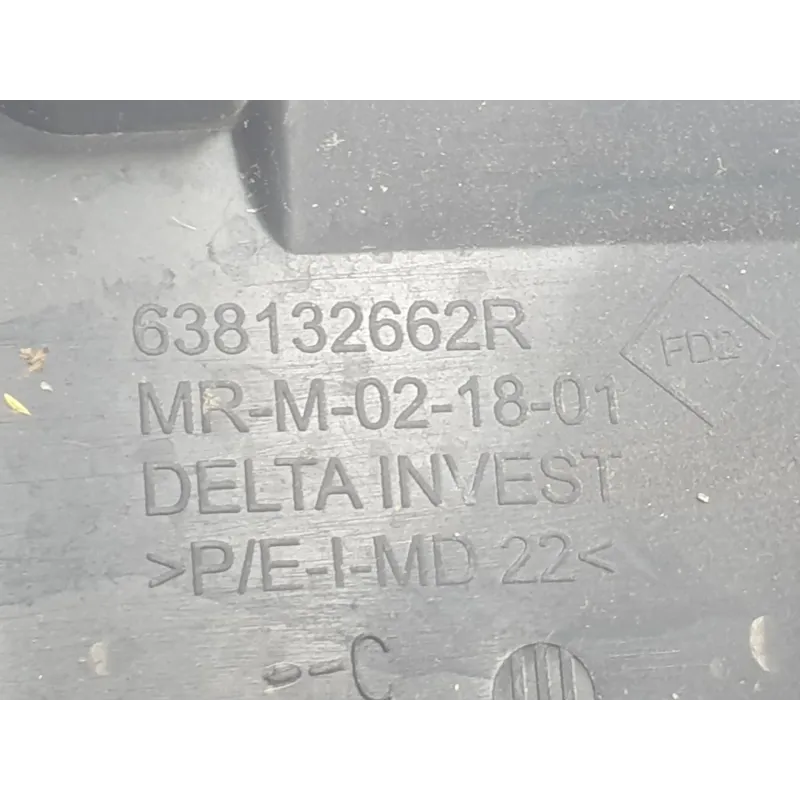 638132662R
FD2
MR-M-02-18-01
DELTA INVEST
>P/E-I-MD 22<
--C